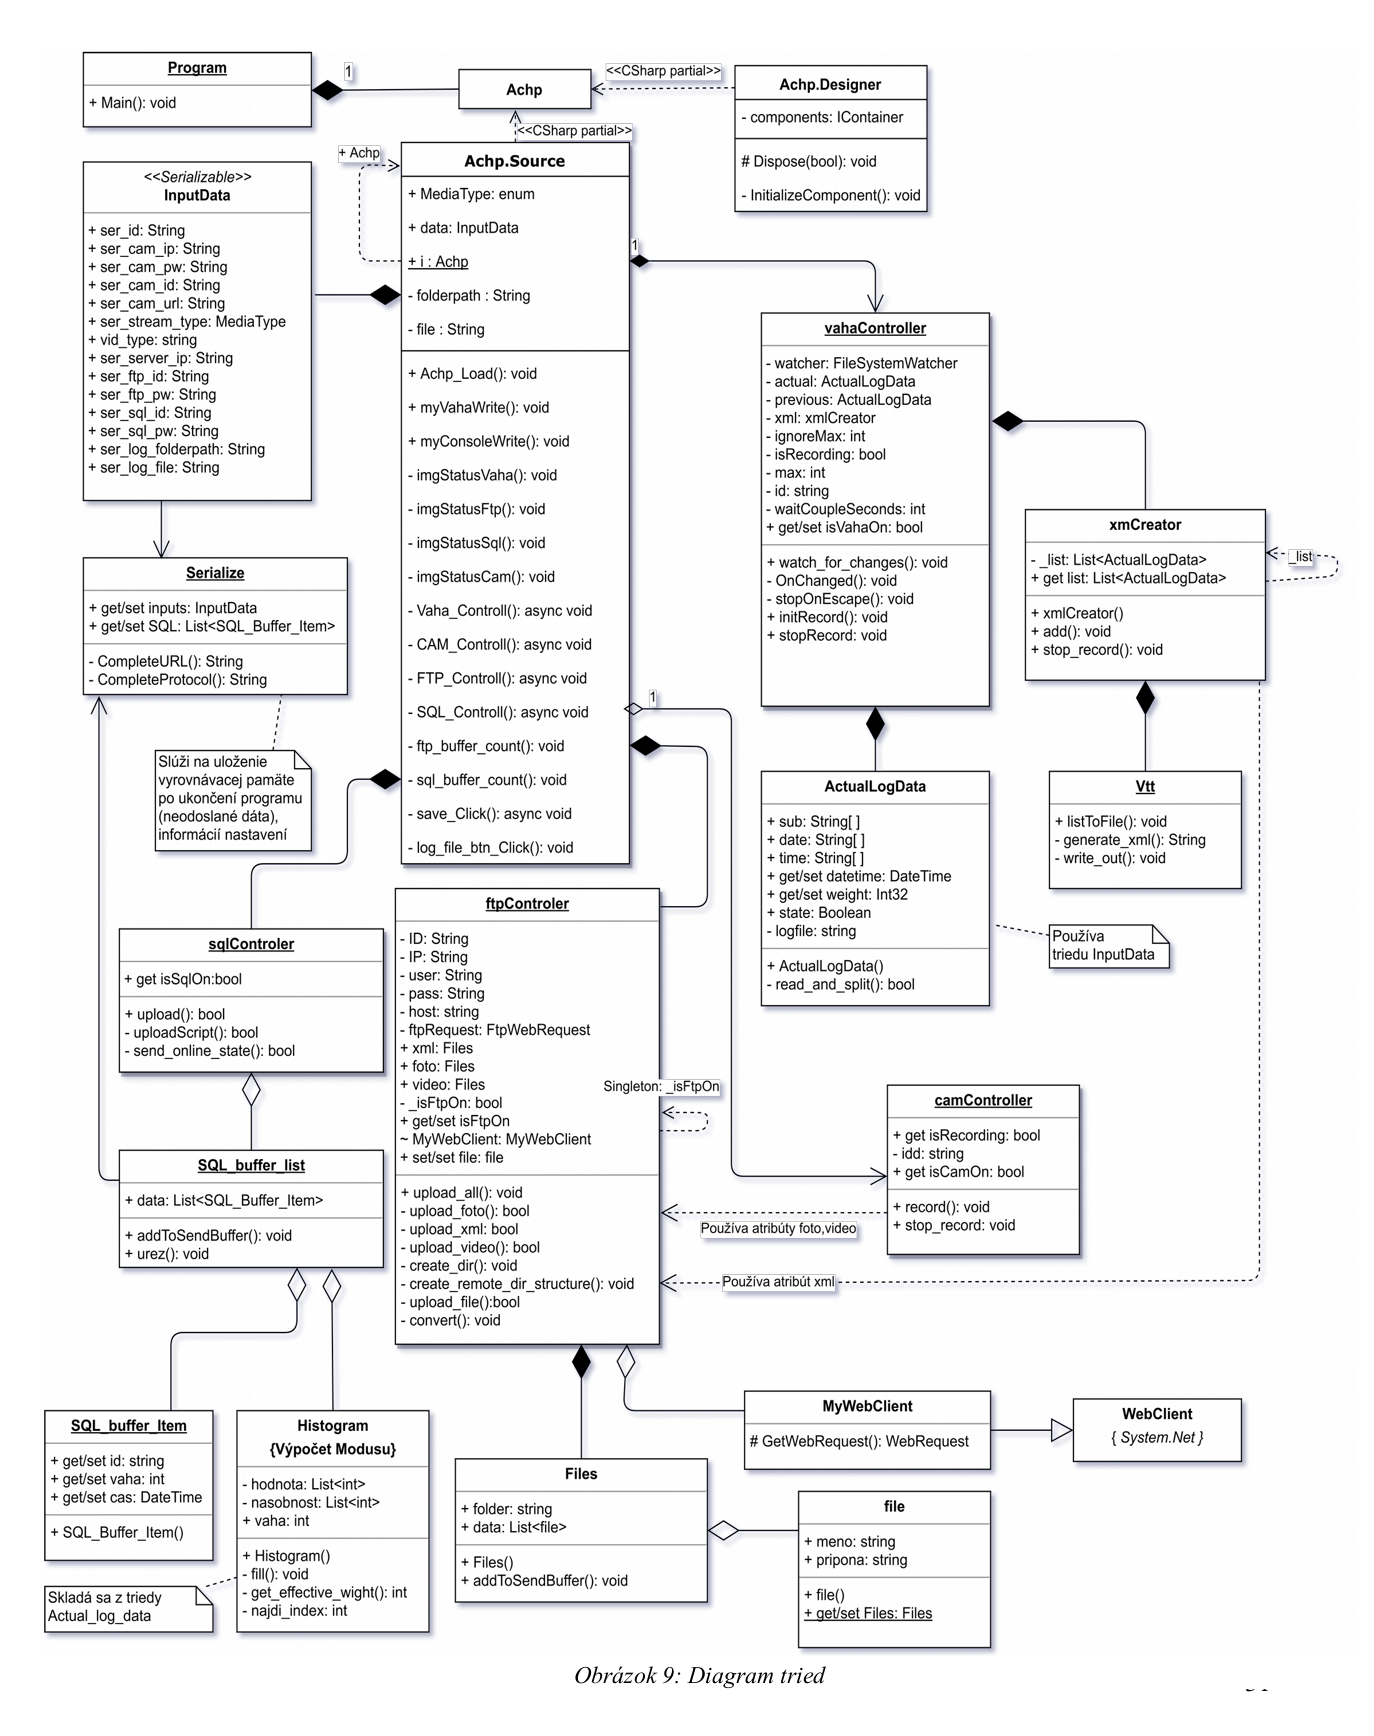 Program
+ Main(): void
1
Achp
<<CSharp partial>>
Achp.Designer
- components: IContainer
# Dispose(bool): void
- InitializeComponent(): void
<<CSharp partial>>
+ Achp
Achp.Source
+ MediaType: enum
+ data: InputData
+ i : Achp
- folderpath : String
- file : String
+ Achp_Load(): void
+ myVahaWrite(): void
+ myConsoleWrite(): void
- imgStatusVaha(): void
- imgStatusFtp(): void
- imgStatusSql(): void
- imgStatusCam(): void
- Vaha_Controll(): async void
- CAM_Controll(): async void
- FTP_Controll(): async void
- SQL_Controll(): async void
- ftp_buffer_count(): void
- sql_buffer_count(): void
- save_Click(): async void
- log_file_btn_Click(): void
<<Serializable>>
InputData
+ ser_id: String
+ ser_cam_ip: String
+ ser_cam_pw: String
+ ser_cam_id: String
+ ser_cam_url: String
+ ser_stream_type: MediaType
+ vid_type: string
+ ser_server_ip: String
+ ser_ftp_id: String
+ ser_ftp_pw: String
+ ser_sql_id: String
+ ser_sql_pw: String
+ ser_log_folderpath: String
+ ser_log_file: String
Serialize
+ get/set inputs: InputData
+ get/set SQL: List<SQL_Buffer_Item>
- CompleteURL(): String
- CompleteProtocol(): String
Slúži na uloženie
vyrovnávacej pamäte
po ukončení programu
(neodoslané dáta),
informácií nastavení
1
vahaController
- watcher: FileSystemWatcher
- actual: ActualLogData
- previous: ActualLogData
- xml: xmlCreator
- ignoreMax: int
- isRecording: bool
- max: int
- id: string
- waitCoupleSeconds: int
+ get/set isVahaOn: bool
+ watch_for_changes(): void
- OnChanged(): void
- stopOnEscape(): void
+ initRecord(): void
+ stopRecord: void
xmCreator
- _list: List<ActualLogData>
+ get list: List<ActualLogData>
+ xmlCreator()
+ add(): void
+ stop_record(): void
_list
1
ActualLogData
+ sub: String[ ]
+ date: String[ ]
+ time: String[ ]
+ get/set datetime: DateTime
+ get/set weight: Int32
+ state: Boolean
- logfile: string
+ ActualLogData()
- read_and_split(): bool
Vtt
+ listToFile(): void
- generate_xml(): String
- write_out(): void
Používa
triedu InputData
sqlControler
+ get isSqlOn:bool
+ upload(): bool
- uploadScript(): bool
- send_online_state(): bool
ftpControler
- ID: String
- IP: String
- user: String
- pass: String
- host: string
- ftpRequest: FtpWebRequest
+ xml: Files
+ foto: Files
+ video: Files
- _isFtpOn: bool
+ get/set isFtpOn
~ MyWebClient: MyWebClient
+ set/set file: file
+ upload_all(): void
- upload_foto(): bool
- upload_xml: bool
- upload_video(): bool
- create_dir(): void
- create_remote_dir_structure(): void
- upload_file():bool
- convert(): void
Singleton: _isFtpOn
camController
+ get isRecording: bool
- idd: string
+ get isCamOn: bool
+ record(): void
+ stop_record: void
Používa atribúty foto,video
Používa atribút xml
SQL_buffer_list
+ data: List<SQL_Buffer_Item>
+ addToSendBuffer(): void
+ urez(): void
SQL_buffer_Item
+ get/set id: string
+ get/set vaha: int
+ get/set cas: DateTime
+ SQL_Buffer_Item()
Histogram
{Výpočet Modusu}
- hodnota: List<int>
- nasobnost: List<int>
+ vaha: int
+ Histogram()
- fill(): void
- get_effective_wight(): int
- najdi_index: int
Skladá sa z triedy
Actual_log_data
Files
+ folder: string
+ data: List<file>
+ Files()
+ addToSendBuffer(): void
MyWebClient
# GetWebRequest(): WebRequest
WebClient
{ System.Net }
file
+ meno: string
+ pripona: string
+ file()
+ get/set Files: Files
Obrázok 9: Diagram tried